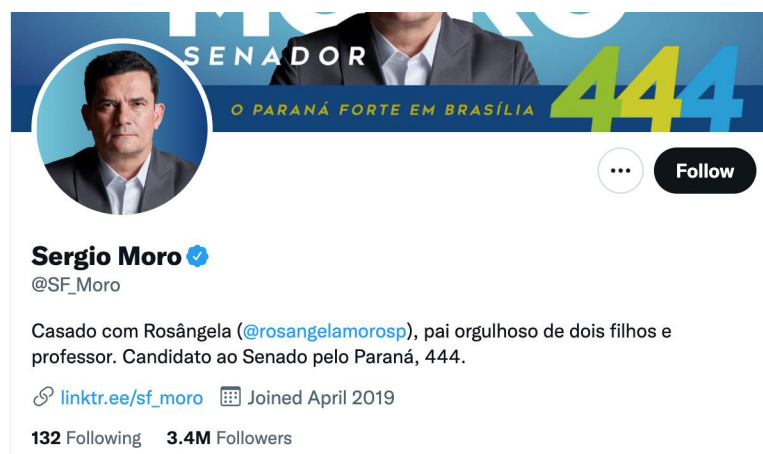 SENADOR
O PARANÁ FORTE EM BRASÍLIA
444
Follow
Sergio Moro
@SF_Moro
Casado com Rosângela (@rosangelamorosp), pai orgulhoso de dois filhos e
professor. Candidato ao Senado pelo Paraná, 444.
linktr.ee/sf_moro Joined April 2019
132 Following 3.4M Followers